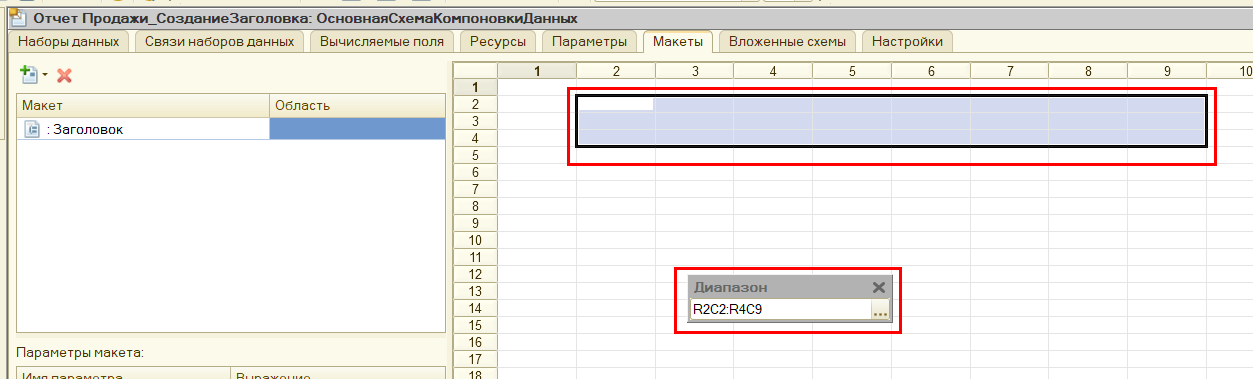 Отчет Продажи_СозданиеЗаголовка: ОсновнаяСхемаКомпоновкиДанных
Наборы данных Связи наборов данных Вычисляемые поля Ресурсы Параметры Макеты Вложенные схемы Настройки
Макет Область
: Заголовок
Параметры макета:
Имя параметра Выражение
1 2 3 4 5 6 7 8 9 10
1
2
3
4
5
6
7
8
9
10
11
12
13
14
15
16
17
18
Диапазон
R2C2:R4C9
...